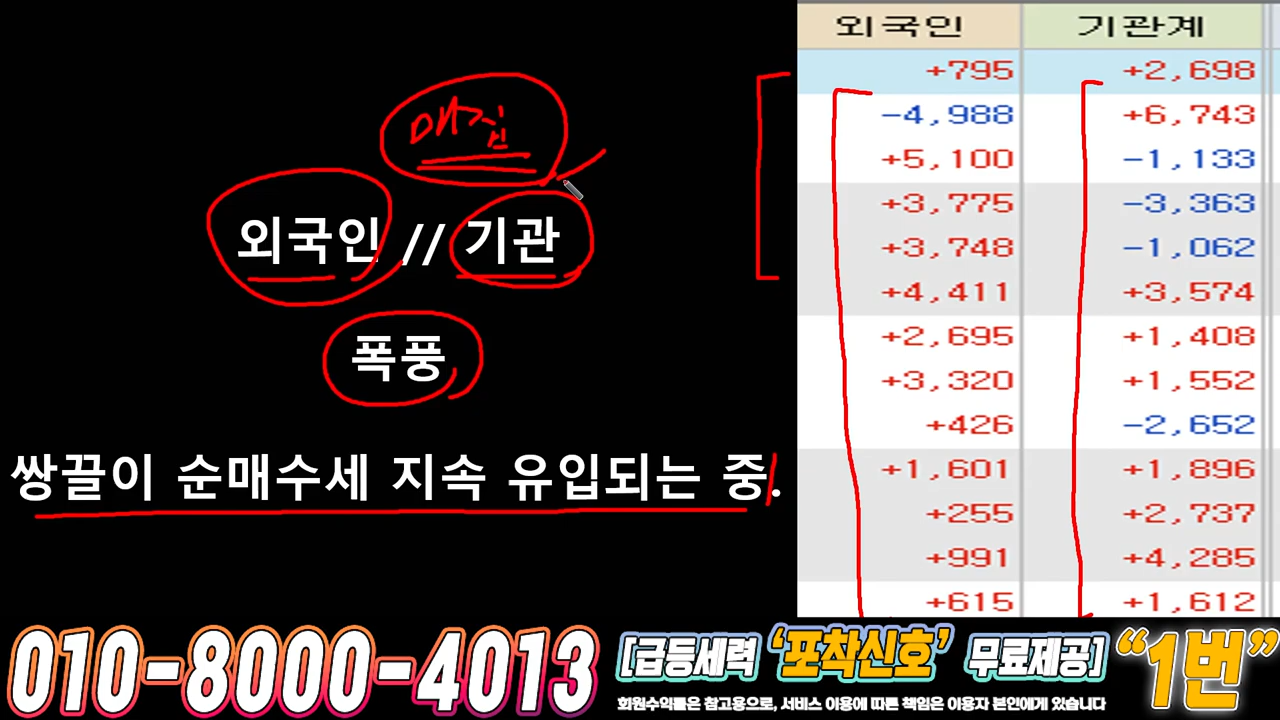 매집
외국인 // 기관
폭풍
쌍끌이 순매수세 지속 유입되는 중.
외국인 기관계
+795 +2,698
-4,988 +6,743
+5,100 -1,133
+3,775 -3,363
+3,748 -1,062
+4,411 +3,574
+2,695 +1,408
+3,320 +1,552
+426 -2,652
+1,601 +1,896
+255 +2,737
+991 +4,285
+615 +1,612
010-8000-4013
[급등세력 ‘포착신호’ 무료제공] “1번”
회원수익률은 참고용으로, 서비스 이용에 따른 책임은 이용자 본인에게 있습니다